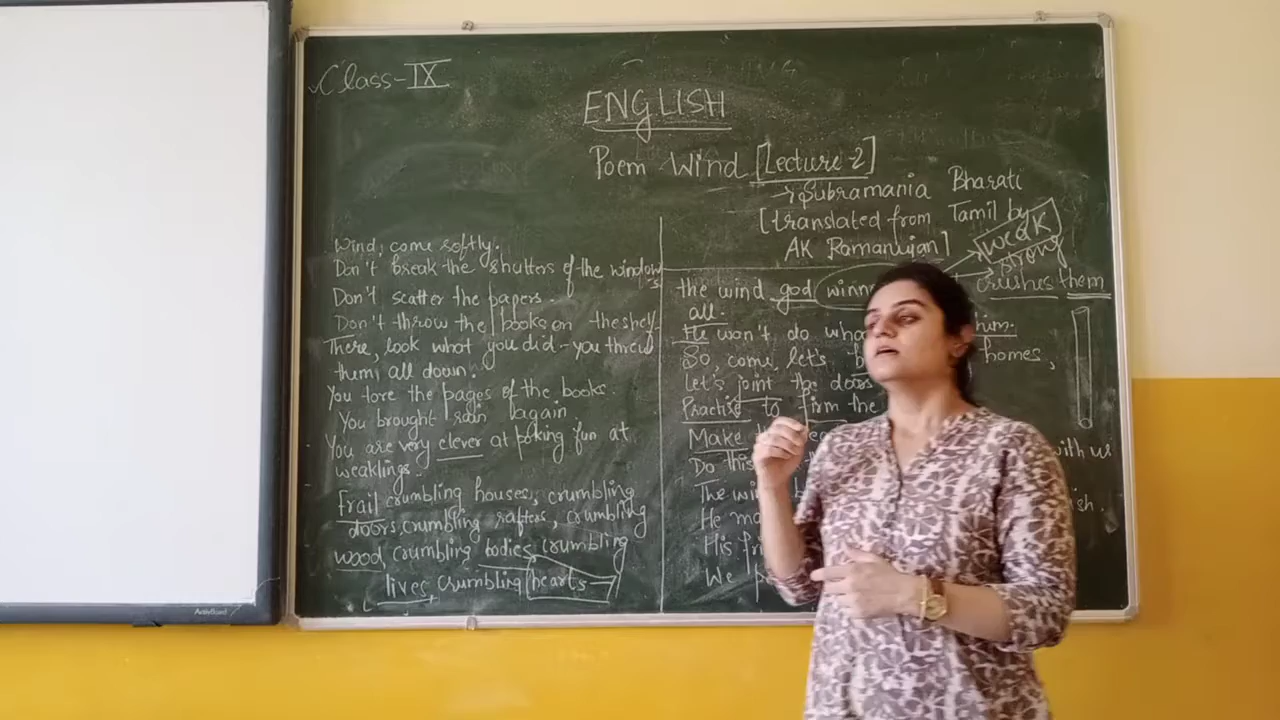 Class-IX
ENGLISH
Poem Wind [Lecture-2]
→ Subramania Bharati
[translated from Tamil by
AK Ramanujan]
weak
strong
crushes them
Wind, come softly.
Don't break the shutters of the window's
Don't scatter the papers.
Don't throw the books on the shelf.
There, look what you did - you threw
them all down.
You tore the pages of the books.
You brought rain again.
You are very clever at poking fun at
weaklings.
Frail crumbling houses, crumbling
doors, crumbling rafters, crumbling
wood, crumbling bodies, crumbling
lives, crumbling hearts
the wind god winn
all.
He won't do wha him.
So, come, let's b homes,
Let's joint the doors
Practise to firm the
Make
Do this with us
The wi
He ma ish.
His fri
We p
ActivBoard